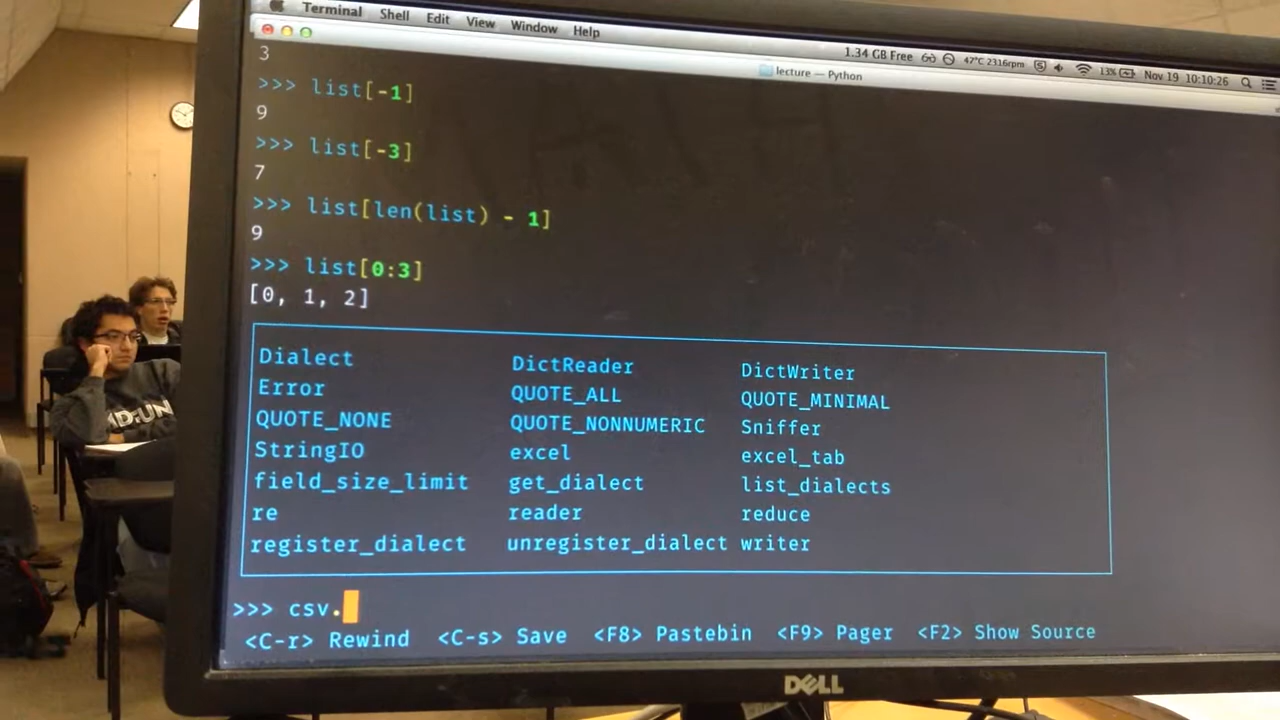 Terminal Shell Edit View Window Help
1.34 GB Free 47°C 2316rpm 13% Nov 19 10:10:26
lecture — Python
3
>>> list[-1]
9
>>> list[-3]
7
>>> list[len(list) - 1]
9
>>> list[0:3]
[0, 1, 2]
Dialect DictReader DictWriter
Error QUOTE_ALL QUOTE_MINIMAL
QUOTE_NONE QUOTE_NONNUMERIC Sniffer
StringIO excel excel_tab
field_size_limit get_dialect list_dialects
re reader reduce
register_dialect unregister_dialect writer
>>> csv.
<C-r> Rewind <C-s> Save <F8> Pastebin <F9> Pager <F2> Show Source
DELL